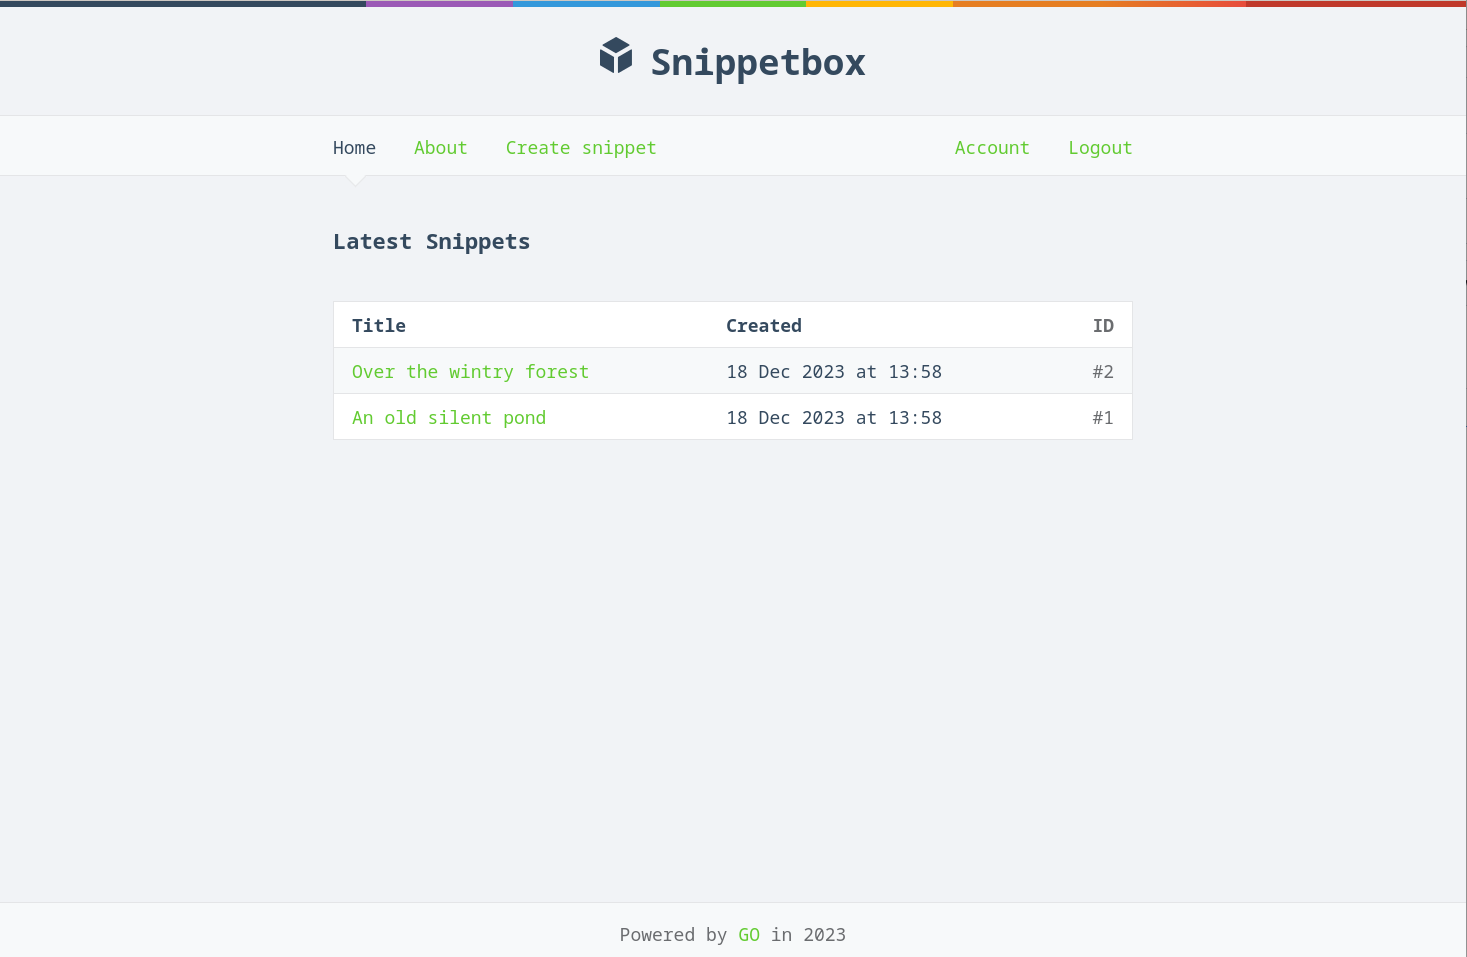 Snippetbox
Home About Create snippet Account Logout
Latest Snippets
Title Created ID
Over the wintry forest 18 Dec 2023 at 13:58 #2
An old silent pond 18 Dec 2023 at 13:58 #1
Powered by GO in 2023